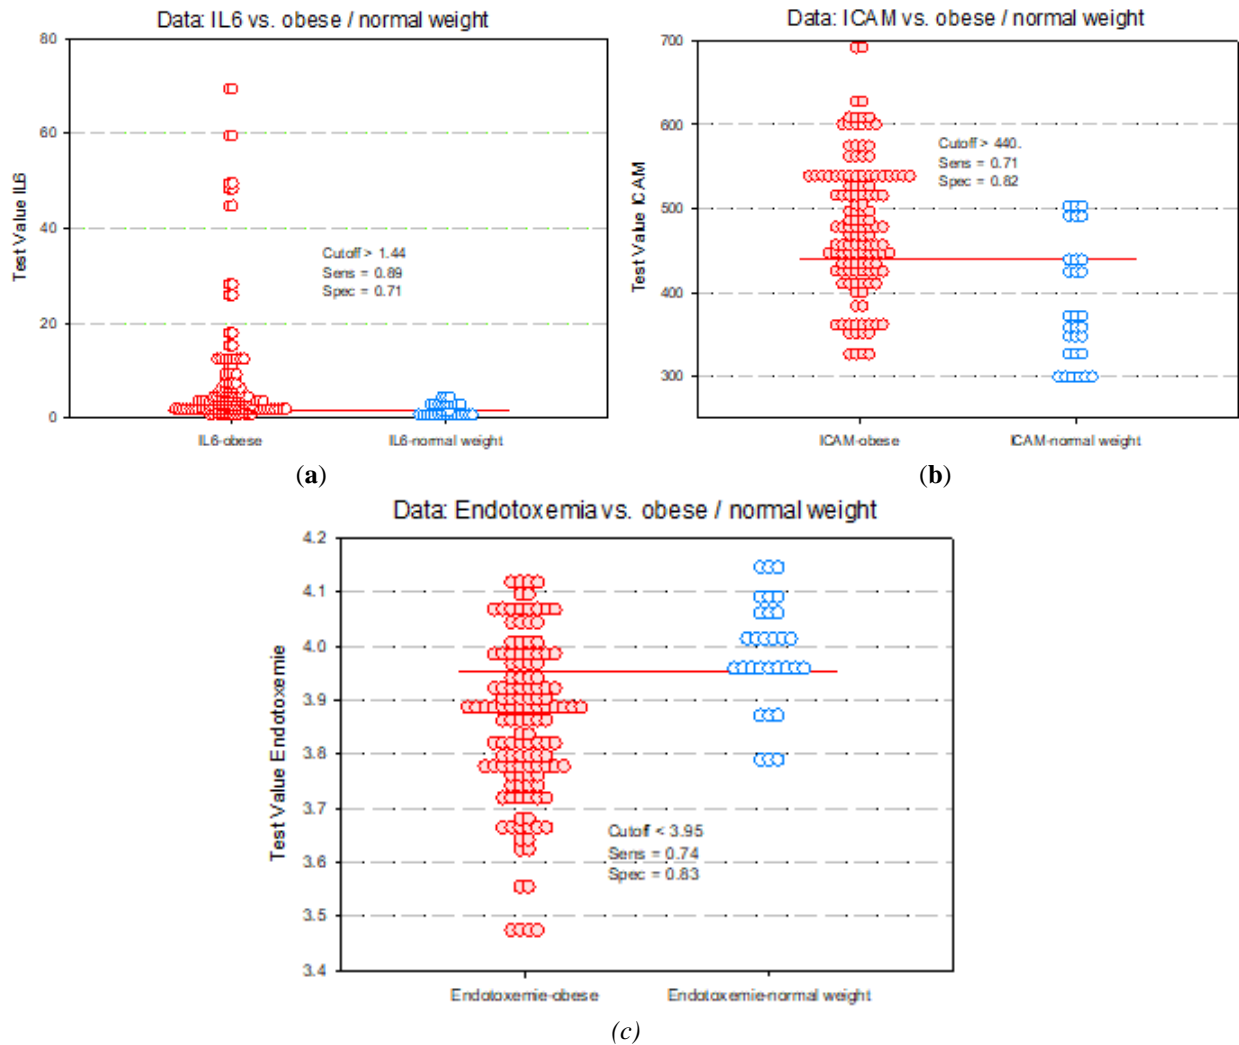 Data: IL6 vs. obese / normal weight
80
60
40
20
0
Test Value IL6
Cutoff > 1.44
Sens = 0.89
Spec = 0.71
IL6-obese
IL6-normal weight
(a)
Data: ICAM vs. obese / normal weight
700
600
500
400
300
Test Value ICAM
Cutoff > 440.
Sens = 0.71
Spec = 0.82
ICAM-obese
ICAM-normal weight
(b)
Data: Endotoxemia vs. obese / normal weight
4.2
4.1
4.0
3.9
3.8
3.7
3.6
3.5
3.4
Test Value Endotoxemie
Cutoff < 3.95
Sens = 0.74
Spec = 0.83
Endotoxemie-obese
Endotoxemie-normal weight
(c)